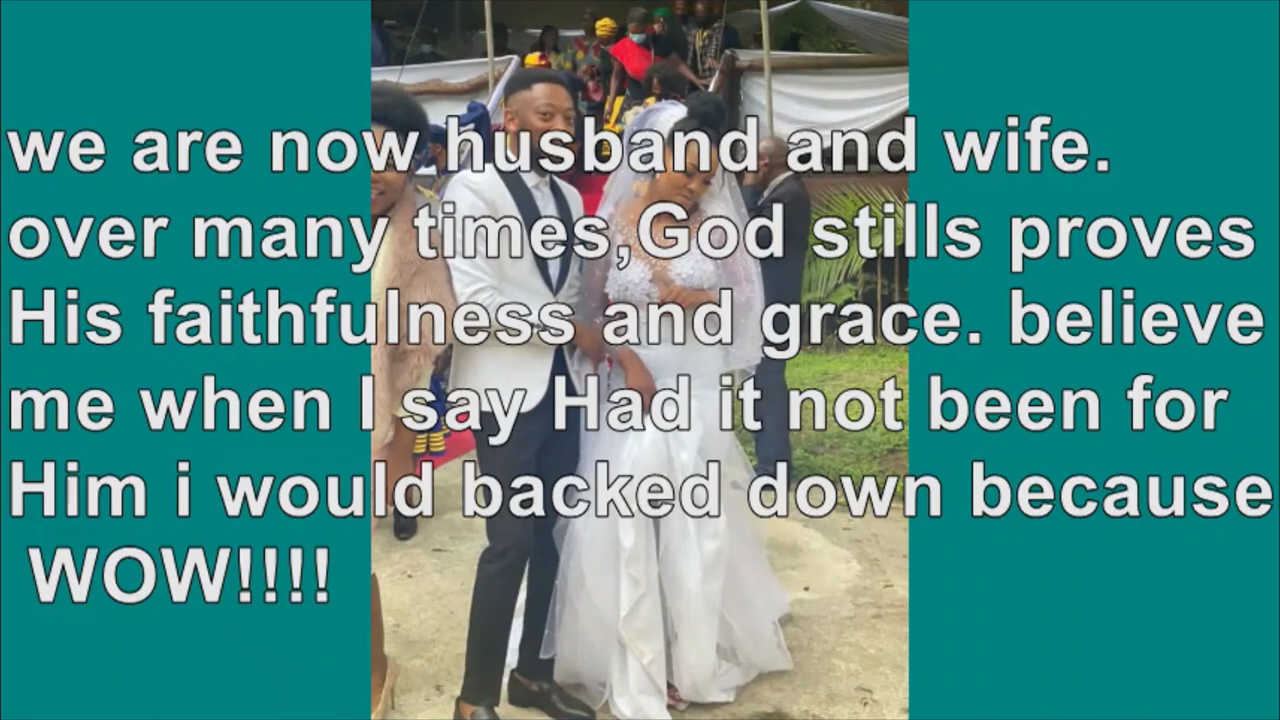 we are now husband and wife.
over many times,God stills proves
His faithfulness and grace. believe
me when I say Had it not been for
Him i would backed down because
WOW!!!!